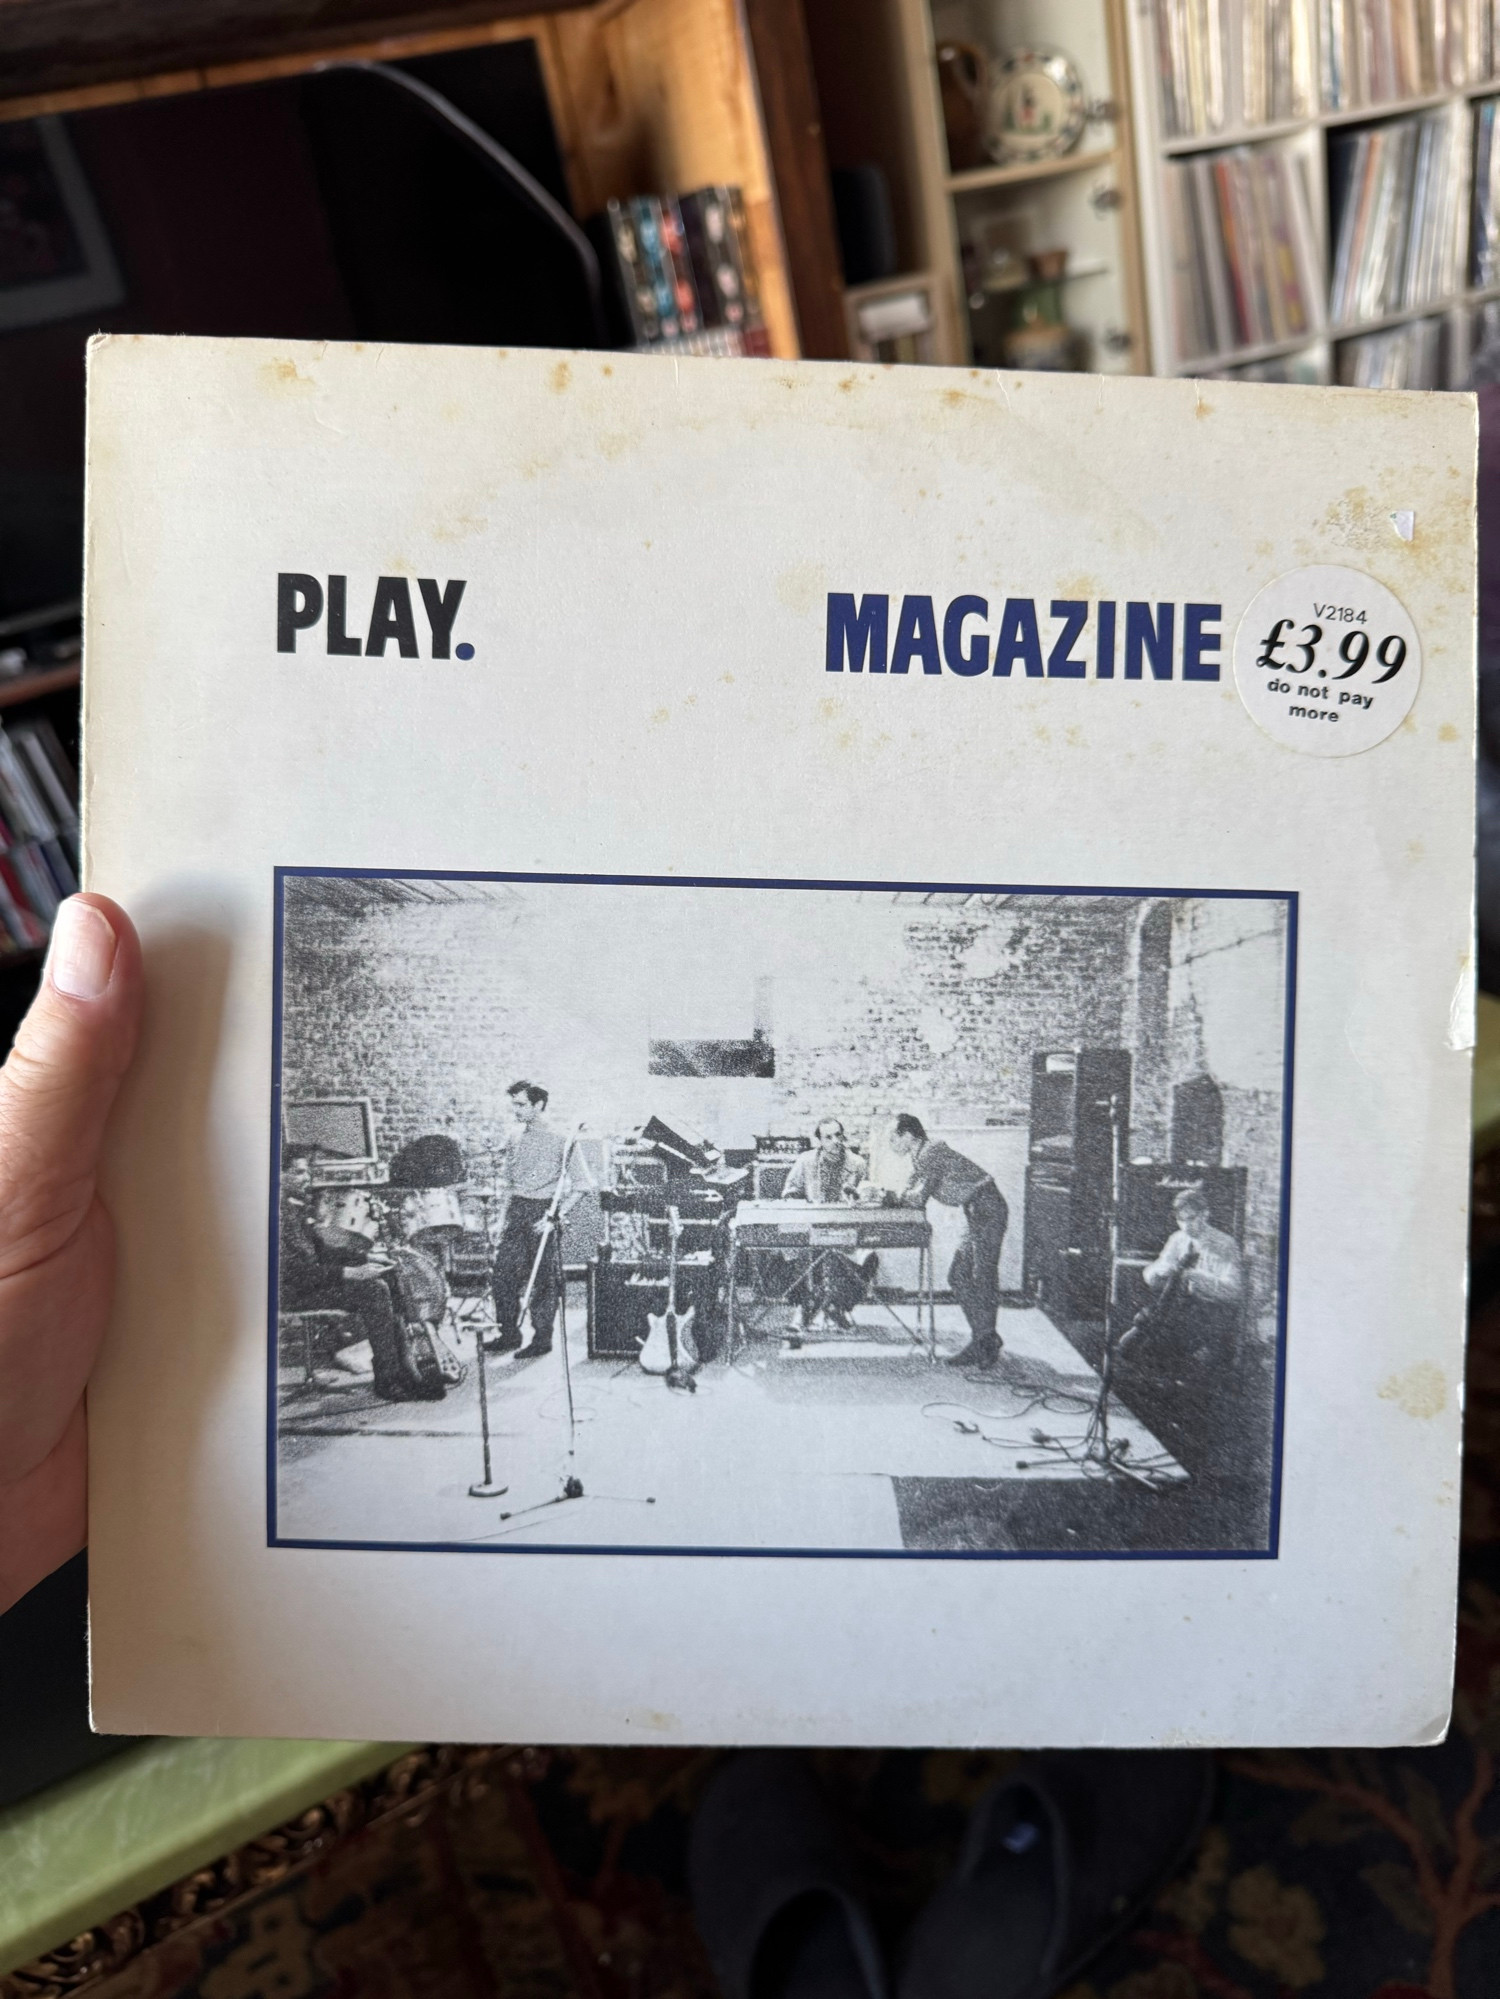 PLAY.
MAGAZINE
V2184
£3.99
do not pay
more